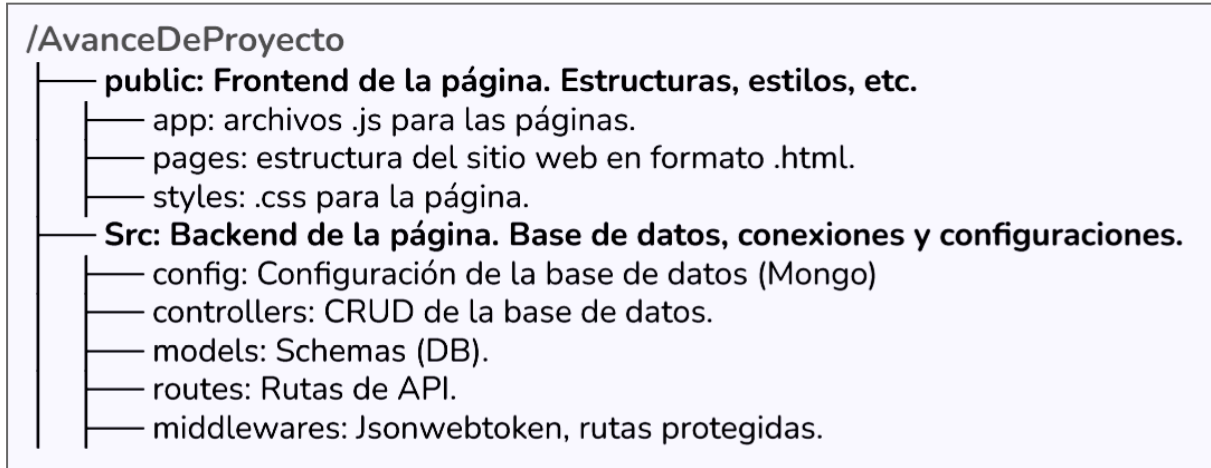 /AvanceDeProyecto
public: Frontend de la página. Estructuras, estilos, etc.
app: archivos .js para las páginas.
pages: estructura del sitio web en formato .html.
styles: .css para la página.
Src: Backend de la página. Base de datos, conexiones y configuraciones.
config: Configuración de la base de datos (Mongo)
controllers: CRUD de la base de datos.
models: Schemas (DB).
routes: Rutas de API.
middlewares: Jsonwebtoken, rutas protegidas.